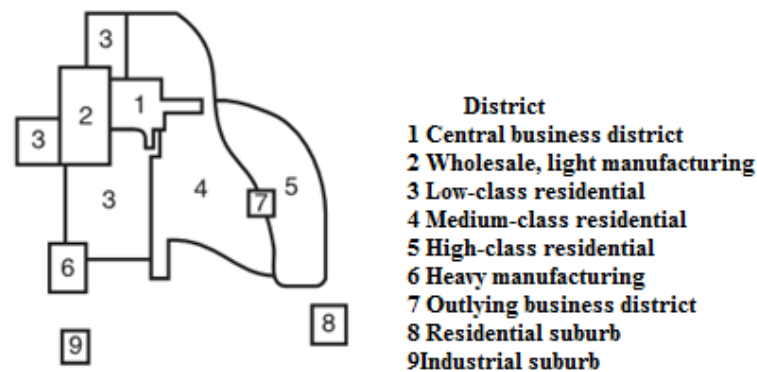 3
1
2
3
3
4
5
7
6
8
9
District
1 Central business district
2 Wholesale, light manufacturing
3 Low-class residential
4 Medium-class residential
5 High-class residential
6 Heavy manufacturing
7 Outlying business district
8 Residential suburb
9Industrial suburb